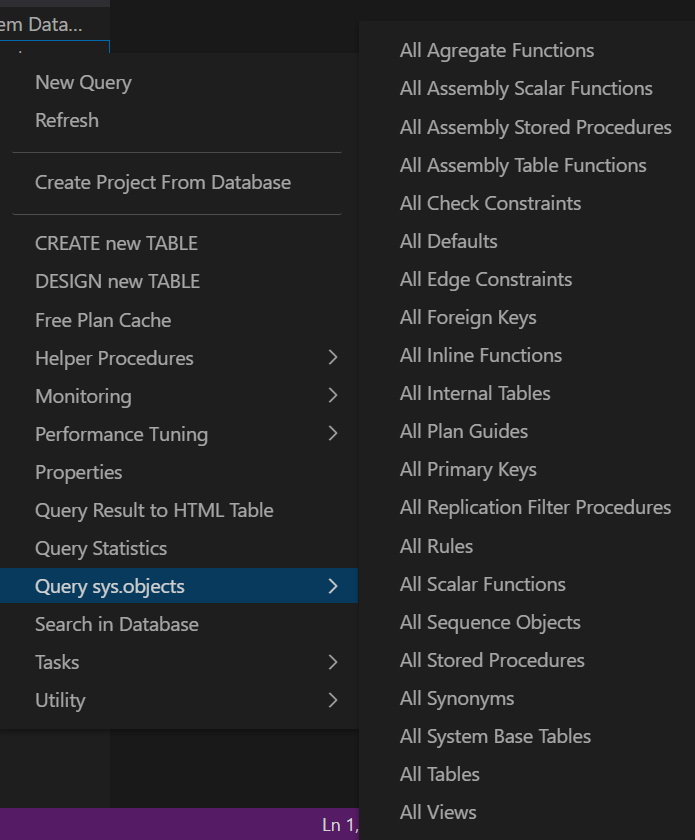 em Data...
New Query
Refresh
Create Project From Database
CREATE new TABLE
DESIGN new TABLE
Free Plan Cache
Helper Procedures
Monitoring
Performance Tuning
Properties
Query Result to HTML Table
Query Statistics
Query sys.objects
Search in Database
Tasks
Utility
All Agregate Functions
All Assembly Scalar Functions
All Assembly Stored Procedures
All Assembly Table Functions
All Check Constraints
All Defaults
All Edge Constraints
All Foreign Keys
All Inline Functions
All Internal Tables
All Plan Guides
All Primary Keys
All Replication Filter Procedures
All Rules
All Scalar Functions
All Sequence Objects
All Stored Procedures
All Synonyms
All System Base Tables
All Tables
All Views
Ln 1,